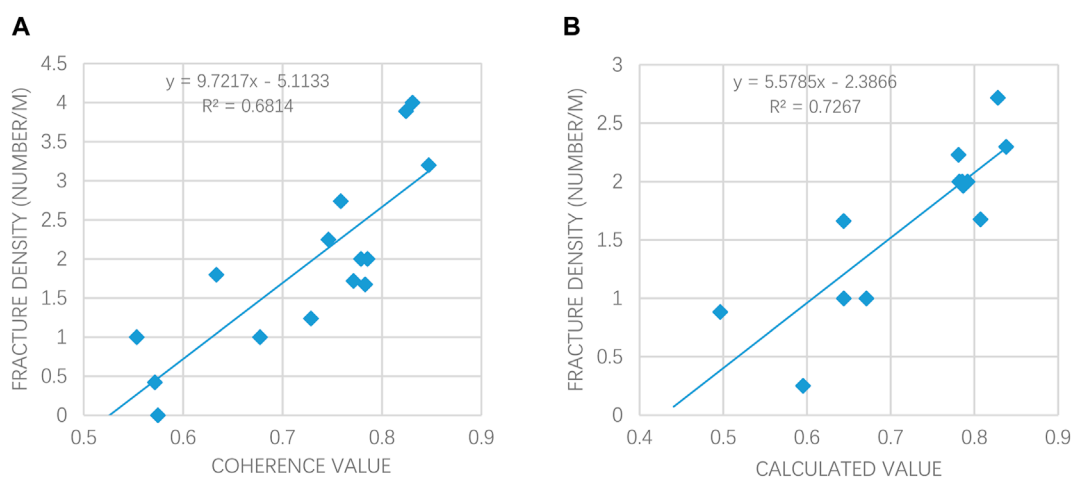 A
y = 9.7217x - 5.1133
R² = 0.6814
FRACTURE DENSITY (NUMBER/M)
4.5
4
3.5
3
2.5
2
1.5
1
0.5
0
0.5 0.6 0.7 0.8 0.9
COHERENCE VALUE
B
y = 5.5785x - 2.3866
R² = 0.7267
FRACTURE DENSITY (NUMBER/M)
3
2.5
2
1.5
1
0.5
0
0.4 0.5 0.6 0.7 0.8 0.9
CALCULATED VALUE